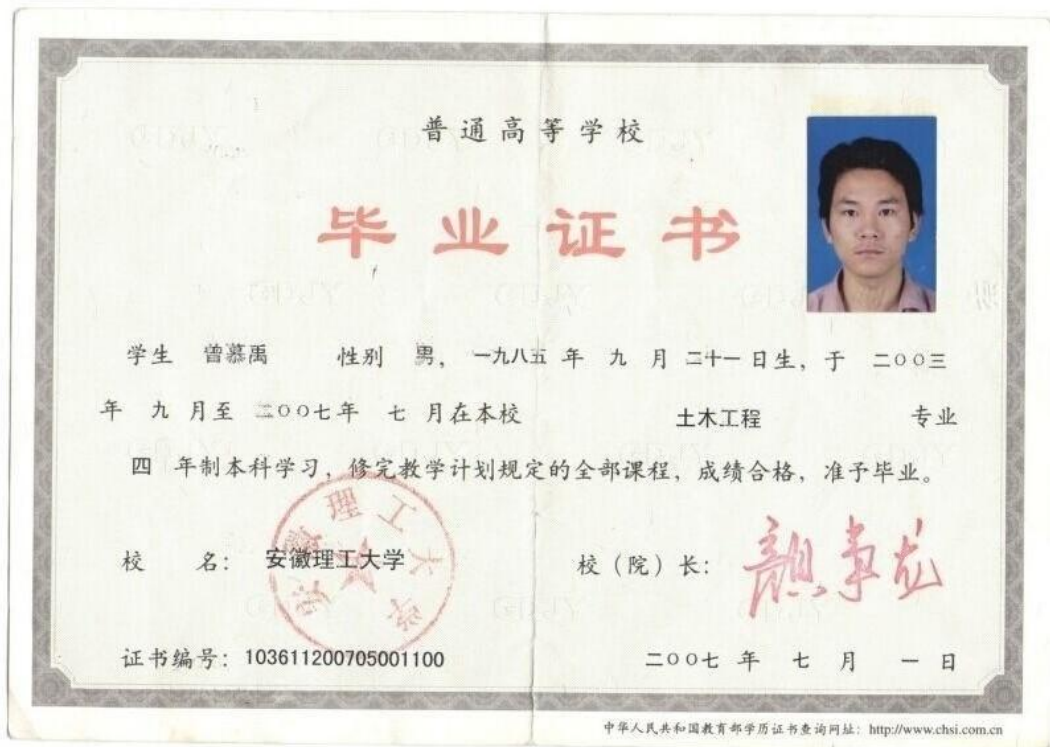 普通高等学校
毕业证书
学生 曾慕禹 性别 男，一九八五 年 九 月 二十一 日生，于 二○○三
年 九 月至 二○○七年 七 月在本校 土木工程 专业
四 年制本科学习，修完教学计划规定的全部课程，成绩合格，准予毕业。
校 名： 安徽理工大学
安徽理工大学
校（院）长：
证书编号：103611200705001100
二○○七 年 七 月 一 日
中华人民共和国教育部学历证书查询网址：http://www.chsi.com.cn